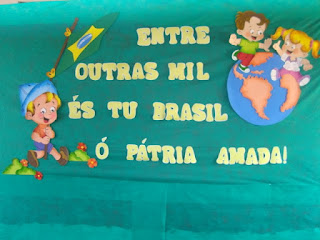 ENTRE
OUTRAS MIL
ÉS TU BRASIL
Ó PÁTRIA AMADA!